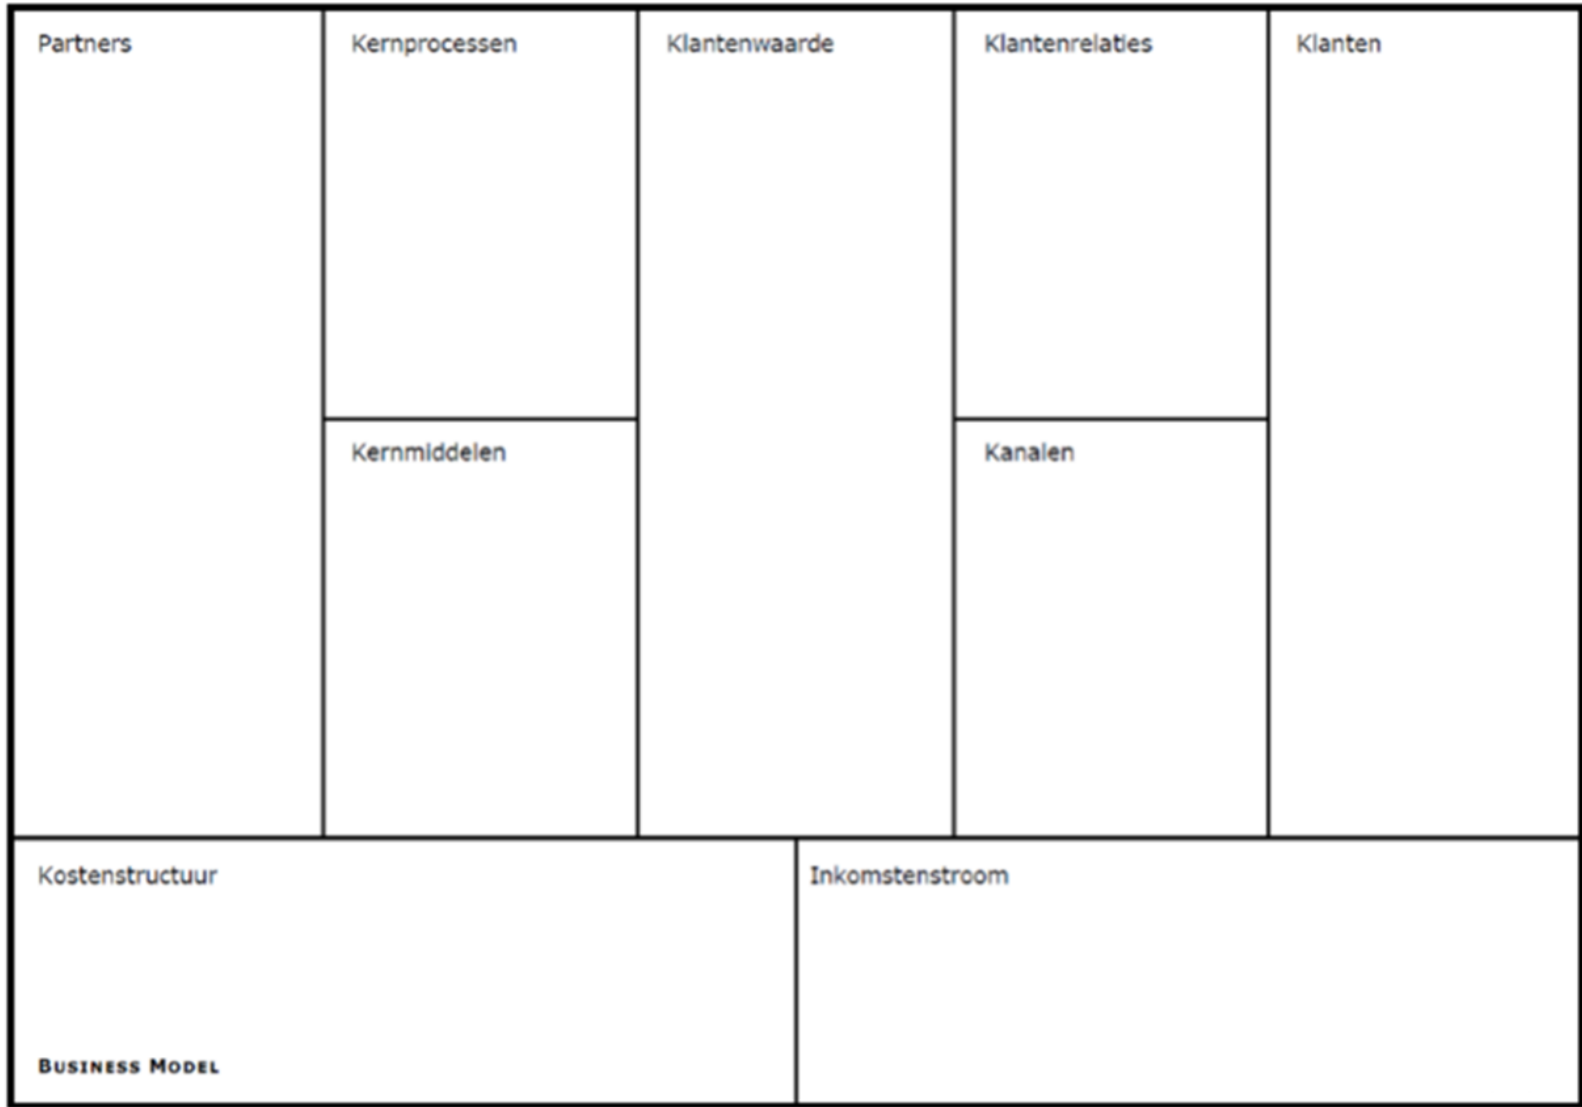 Partners
Kernprocessen
Klantenwaarde
Klantenrelaties
Klanten
Kernmiddelen
Kanalen
Kostenstructuur
Inkomstenstroom
BUSINESS MODEL